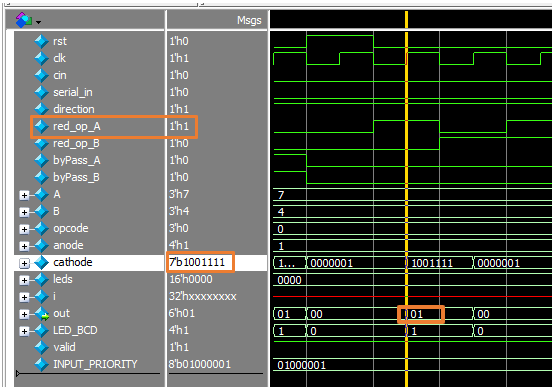 Msgs
rst 1'h0
clk 1'h1
cin 1'h0
serial_in 1'h0
direction 1'h1
red_op_A 1'h1
red_op_B 1'h0
byPass_A 1'h0
byPass_B 1'h0
A 3'h7 7
B 3'h4 4
opcode 3'h0 0
anode 4'h1 1
cathode 7'b1001111 1... 0000001 1001111 0000001
leds 16'h0000 0000
i 32'hxxxxxxxx
out 6'h01 01 00 01 00
LED_BCD 4'h1 1 0 1 0
valid 1'h1
INPUT_PRIORITY 8'b01000001 01000001